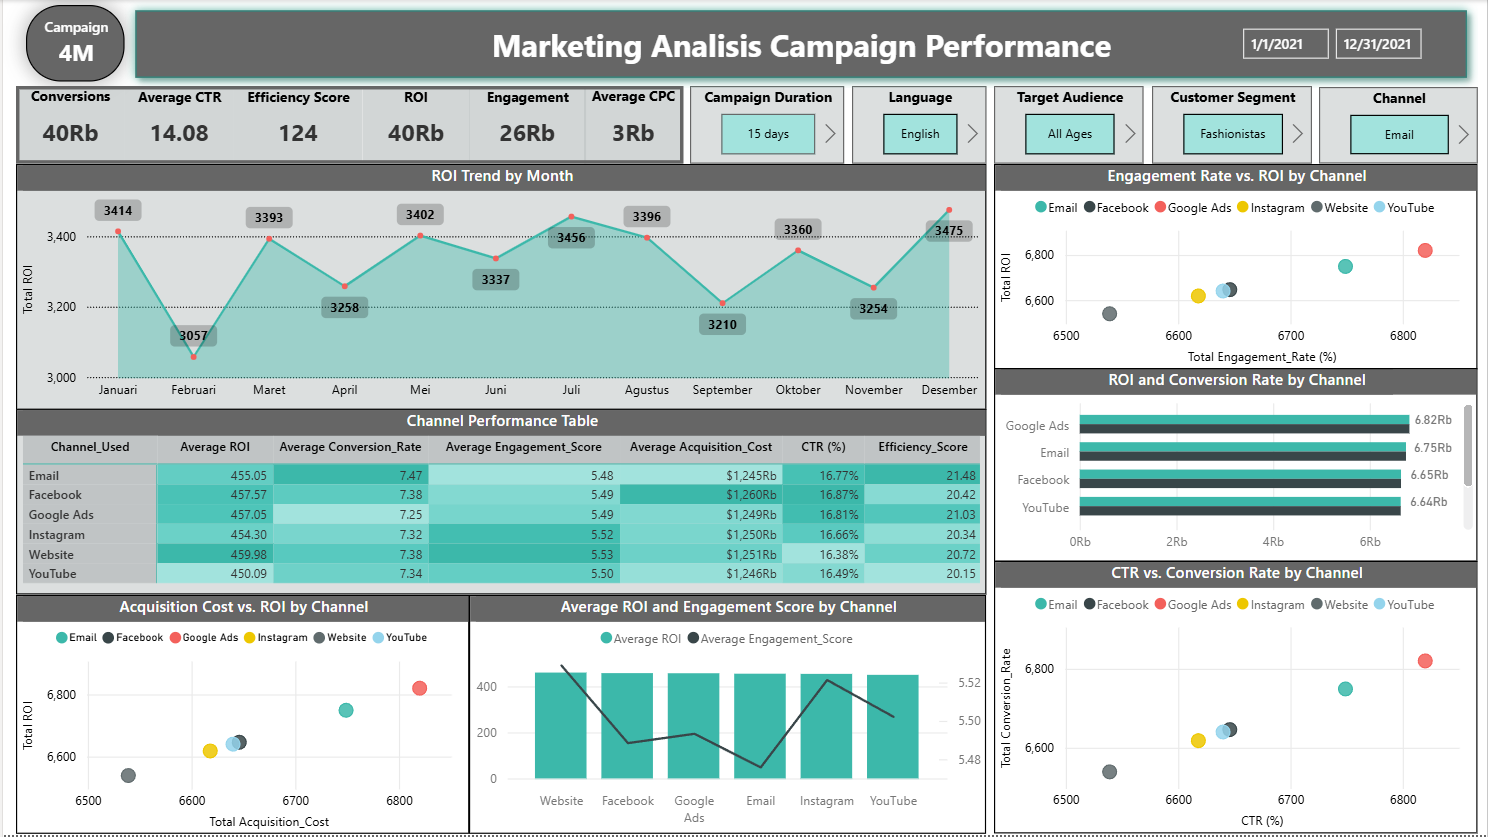 Campaign
4M
Marketing Analisis Campaign Performance
1/1/2021
12/31/2021
Conversions
40Rb
Average CTR
14.08
Efficiency Score
124
ROI
40Rb
Engagement
26Rb
Average CPC
3Rb
Campaign Duration
15 days
Language
English
Target Audience
All Ages
Customer Segment
Fashionistas
Channel
Email
ROI Trend by Month
Total ROI
3,400
3,200
3,000
3414
3057
3393
3258
3402
3337
3456
3396
3210
3360
3254
3475
Januari Februari Maret April Mei Juni Juli Agustus September Oktober November Desember
Engagement Rate vs. ROI by Channel
Email Facebook Google Ads Instagram Website YouTube
Total ROI
6,800
6,600
6500 6600 6700 6800
Total Engagement_Rate (%)
ROI and Conversion Rate by Channel
Google Ads 6.82Rb
Email 6.75Rb
Facebook 6.65Rb
YouTube 6.64Rb
0Rb 2Rb 4Rb 6Rb
Channel Performance Table
Channel_Used Average ROI Average Conversion_Rate Average Engagement_Score Average Acquisition_Cost CTR (%) Efficiency_Score
Email 455.05 7.47 5.48 $1,245Rb 16.77% 21.48
Facebook 457.57 7.38 5.49 $1,260Rb 16.87% 20.42
Google Ads 457.05 7.25 5.49 $1,249Rb 16.81% 21.03
Instagram 454.30 7.32 5.52 $1,250Rb 16.66% 20.34
Website 459.98 7.38 5.53 $1,251Rb 16.38% 20.72
YouTube 450.09 7.34 5.50 $1,246Rb 16.49% 20.15
Acquisition Cost vs. ROI by Channel
Email Facebook Google Ads Instagram Website YouTube
Total ROI
6,800
6,600
6500 6600 6700 6800
Total Acquisition_Cost
Average ROI and Engagement Score by Channel
Average ROI Average Engagement_Score
400
200
0
5.52
5.50
5.48
Website Facebook Google Ads Email Instagram YouTube
CTR vs. Conversion Rate by Channel
Email Facebook Google Ads Instagram Website YouTube
Total Conversion_Rate
6,800
6,600
6500 6600 6700 6800
CTR (%)